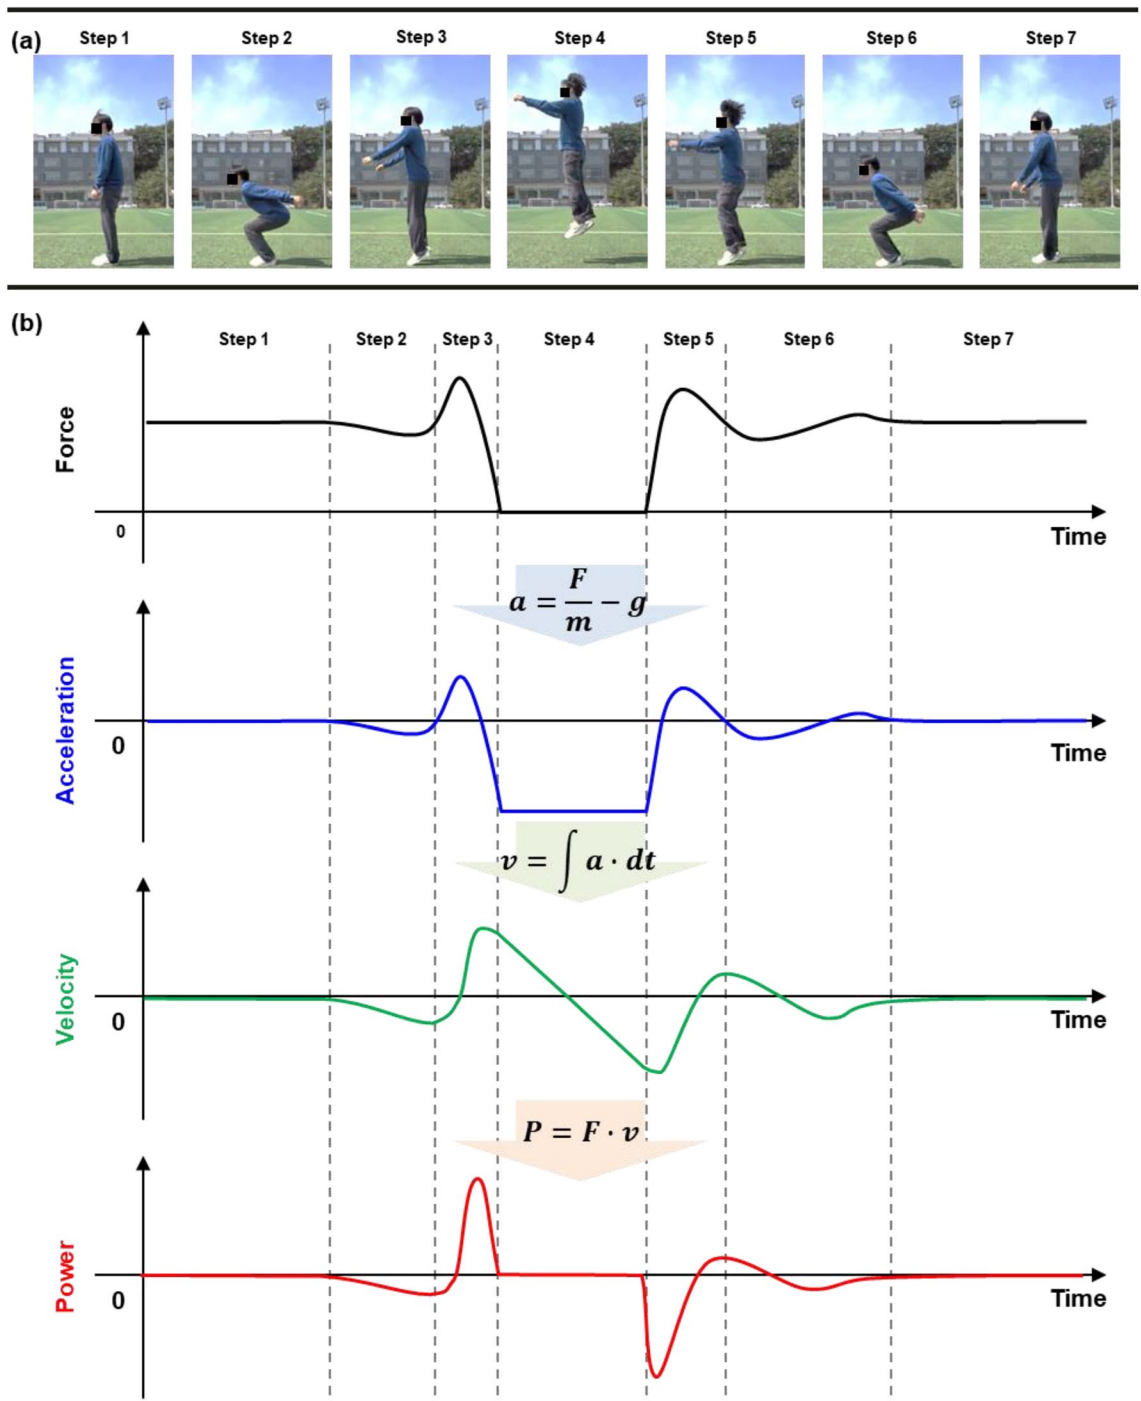 (a)
Step 1 Step 2 Step 3 Step 4 Step 5 Step 6 Step 7
(b)
Step 1 Step 2 Step 3 Step 4 Step 5 Step 6 Step 7
Force
0
Time
a = F/m − g
Acceleration
0
Time
v = ∫ a · dt
Velocity
0
Time
P = F · v
Power
0
Time